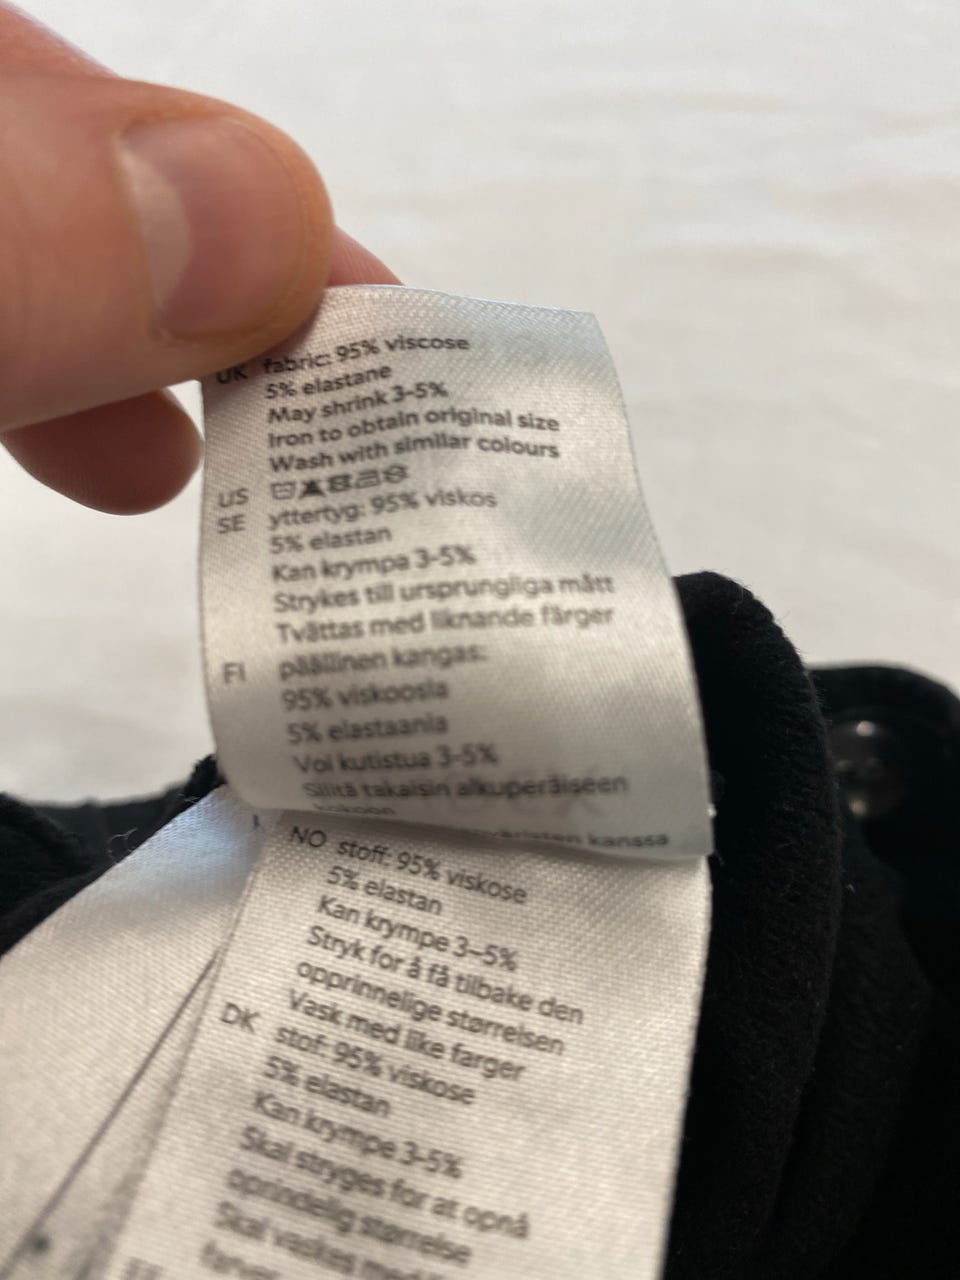 UK fabric: 95% viscose
5% elastane
May shrink 3-5%
Iron to obtain original size
Wash with similar colours
US
SE yttertyg: 95% viskos
5% elastan
Kan krympa 3-5%
Strykes till ursprungliga mått
Tvättas med liknande färger
FI päällinen kangas:
95% viskoosia
5% elastaania
Voi kutistua 3-5%
Silitä takaisin alkuperäiseen
kokoon
kanssa
NO stoff: 95% viskose
5% elastan
Kan krympe 3–5%
Stryk for å få tilbake den
opprinnelige størrelsen
Vask med like farger
DK stof: 95% viskose
5% elastan
Kan krympe 3-5%
Skal stryges for at opnå
oprindelig størrelse
Skal vaskes med